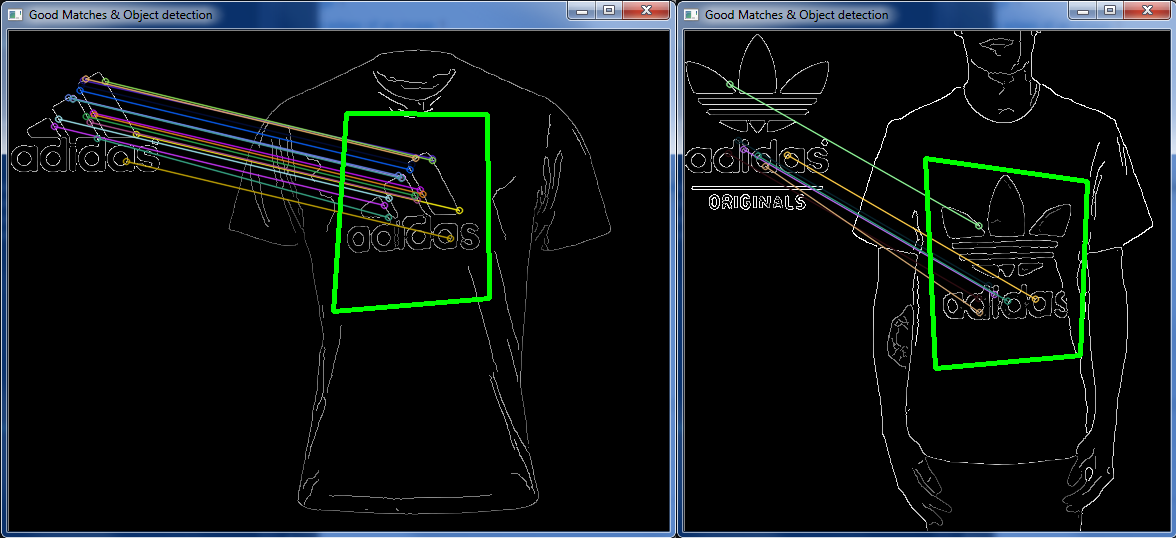 Good Matches & Object detection
adidas
adidas
Good Matches & Object detection
adidas
ORIGINALS
adidas